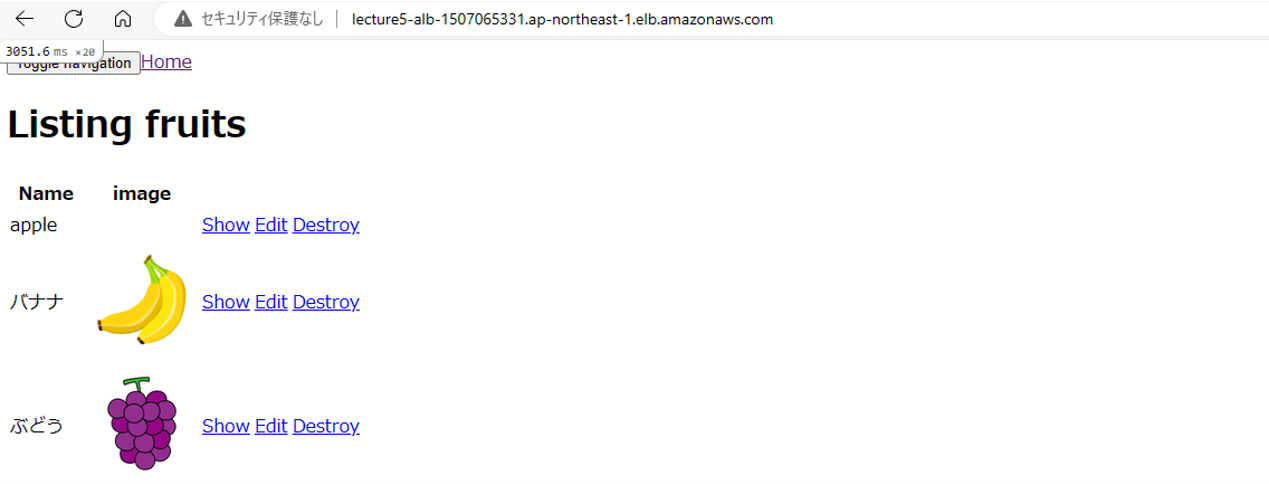 セキュリティ保護なし | lecture5-alb-1507065331.ap-northeast-1.elb.amazonaws.com
3051.6 ms ×20
Toggle navigation Home
Listing fruits
Name image
apple Show Edit Destroy
バナナ Show Edit Destroy
ぶどう Show Edit Destroy